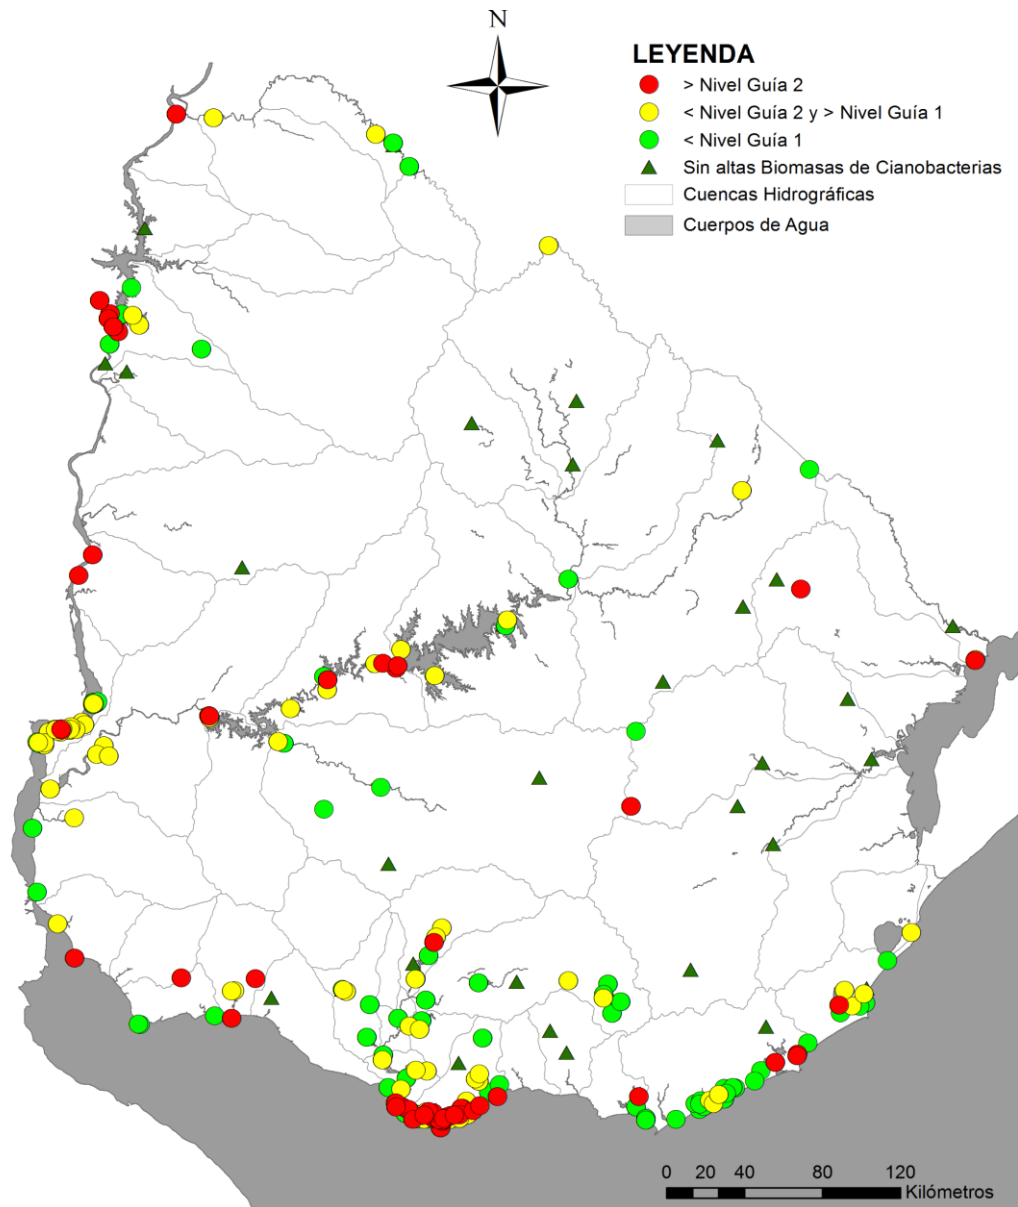 N
LEYENDA
> Nivel Guía 2
< Nivel Guía 2 y > Nivel Guía 1
< Nivel Guía 1
Sin altas Biomasas de Cianobacterias
Cuencas Hidrográficas
Cuerpos de Agua
0 20 40 80 120
Kilómetros